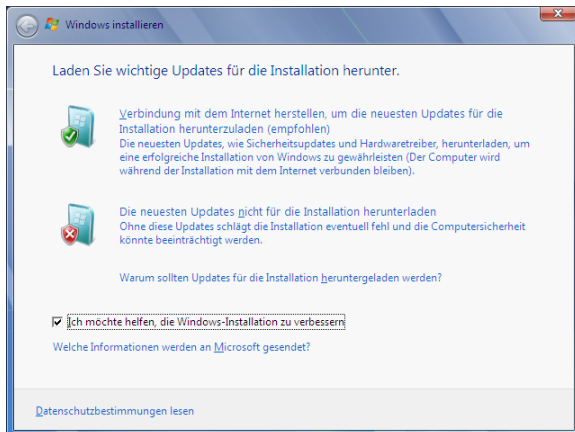 Windows installieren
Laden Sie wichtige Updates für die Installation herunter.
Verbindung mit dem Internet herstellen, um die neuesten Updates für die
Installation herunterzuladen (empfohlen)
Die neuesten Updates, wie Sicherheitsupdates und Hardwaretreiber, herunterladen, um
eine erfolgreiche Installation von Windows zu gewährleisten (Der Computer wird
während der Installation mit dem Internet verbunden bleiben).
Die neuesten Updates nicht für die Installation herunterladen
Ohne diese Updates schlägt die Installation eventuell fehl und die Computersicherheit
könnte beeinträchtigt werden.
Warum sollten Updates für die Installation heruntergeladen werden?
Ich möchte helfen, die Windows-Installation zu verbessern
Welche Informationen werden an Microsoft gesendet?
Datenschutzbestimmungen lesen